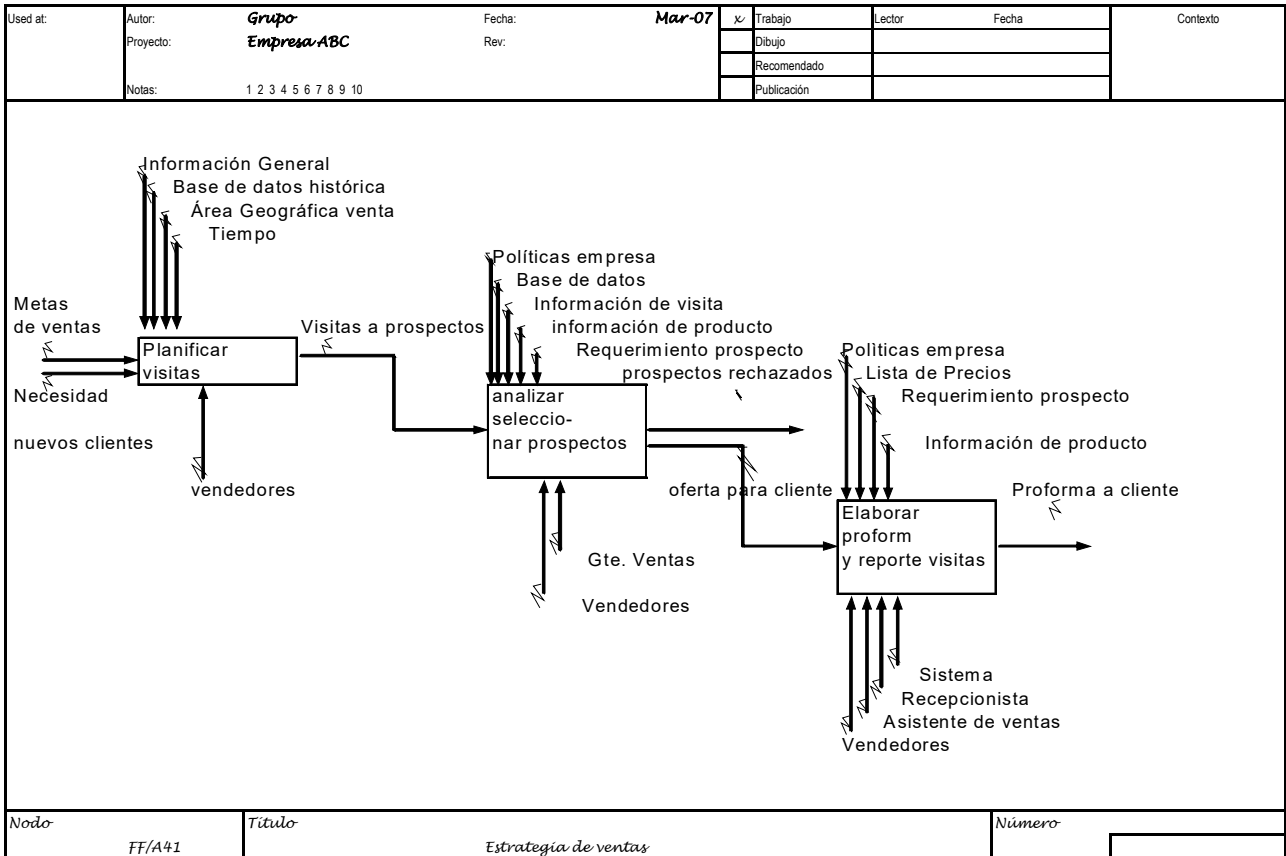 Used at:
Autor:
Grupo
Fecha:
Mar-07
x
Trabajo
Lector
Fecha
Contexto
Proyecto:
Empresa ABC
Rev:
Dibujo
Recomendado
Notas:
1 2 3 4 5 6 7 8 9 10
Publicación
Información General
Base de datos histórica
Área Geográfica venta
Tiempo
Metas
de ventas
Necesidad
nuevos clientes
Planificar
visitas
vendedores
Visitas a prospectos
Políticas empresa
Base de datos
Información de visita
información de producto
Requerimiento prospecto
prospectos rechazados
analizar
seleccio-
nar prospectos
oferta para cliente
Gte. Ventas
Vendedores
Polìticas empresa
Lista de Precios
Requerimiento prospecto
Información de producto
Elaborar
proform
y reporte visitas
Proforma a cliente
Sistema
Recepcionista
Asistente de ventas
Vendedores
Nodo
FF/A41
Título
Estrategia de ventas
Número